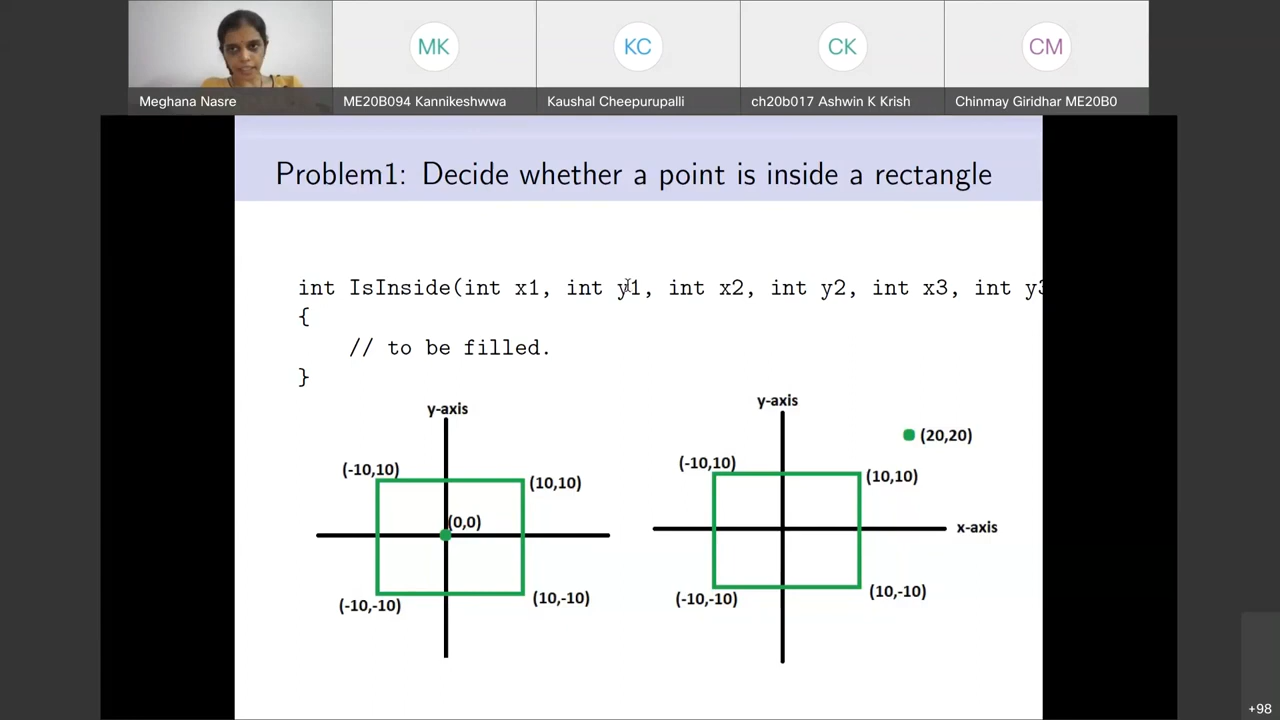 MK
KC
CK
CM
Meghana Nasre
ME20B094 Kannikeshwwa
Kaushal Cheepurupalli
ch20b017 Ashwin K Krish
Chinmay Giridhar ME20B0
Problem1: Decide whether a point is inside a rectangle
int IsInside(int x1, int y1, int x2, int y2, int x3, int y3
{
// to be filled.
}
y-axis
(-10,10)
(10,10)
(0,0)
(-10,-10)
(10,-10)
y-axis
(20,20)
(-10,10)
(10,10)
x-axis
(-10,-10)
(10,-10)
+98